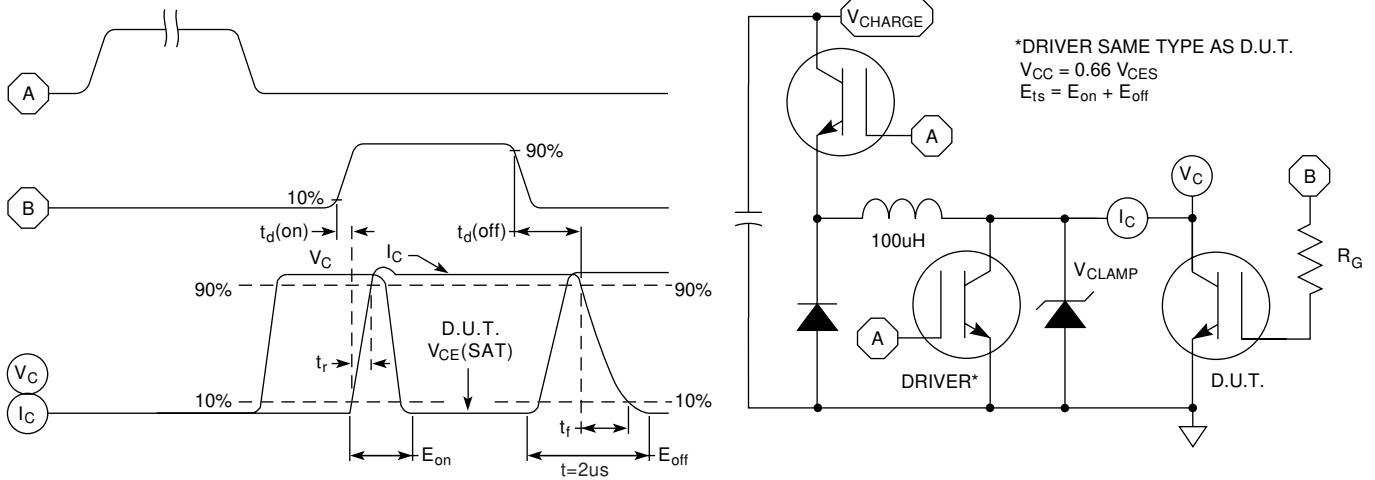 A
B
90%
10%
td(on)
td(off)
VC
IC
90%
90%
D.U.T.
VCE(SAT)
tr
VC
IC
10%
10%
tf
Eon
t=2us
Eoff
VCHARGE
*DRIVER SAME TYPE AS D.U.T.
VCC = 0.66 VCES
Ets = Eon + Eoff
A
VC
B
IC
100uH
RG
VCLAMP
A
DRIVER*
D.U.T.